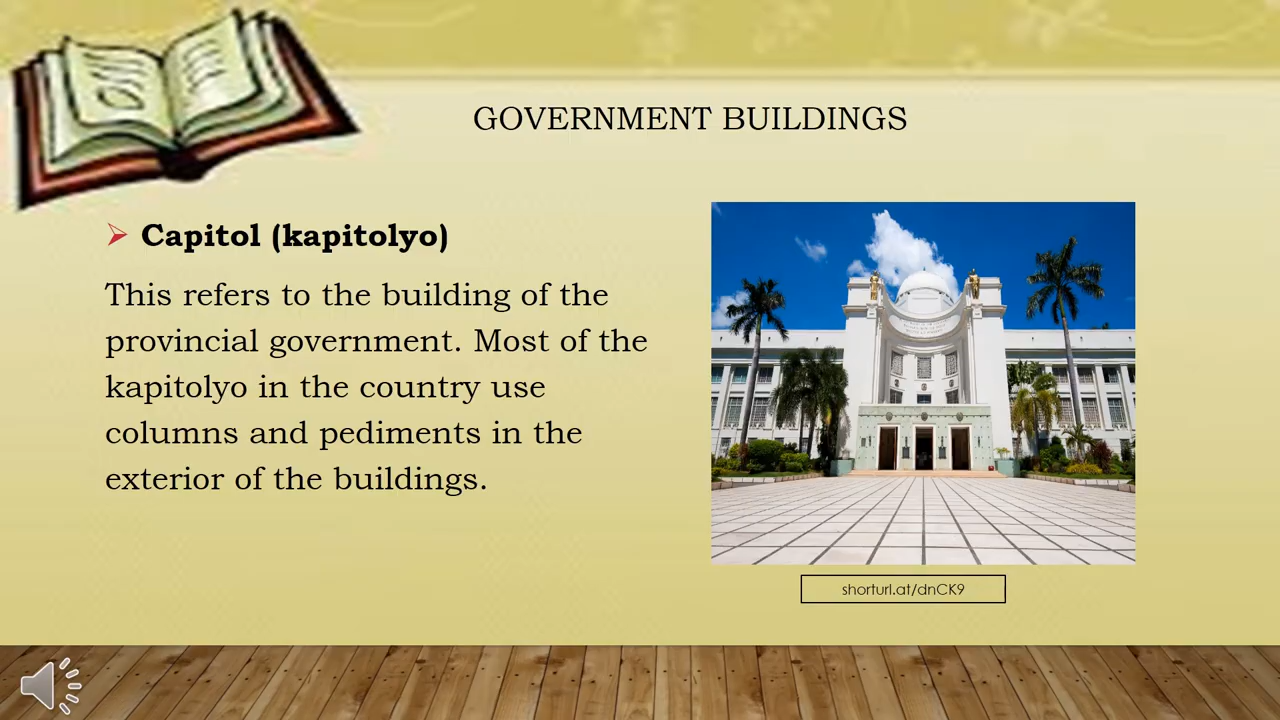 GOVERNMENT BUILDINGS
Capitol (kapitolyo)
This refers to the building of the
provincial government. Most of the
kapitolyo in the country use
columns and pediments in the
exterior of the buildings.
shorturl.at/dnCK9